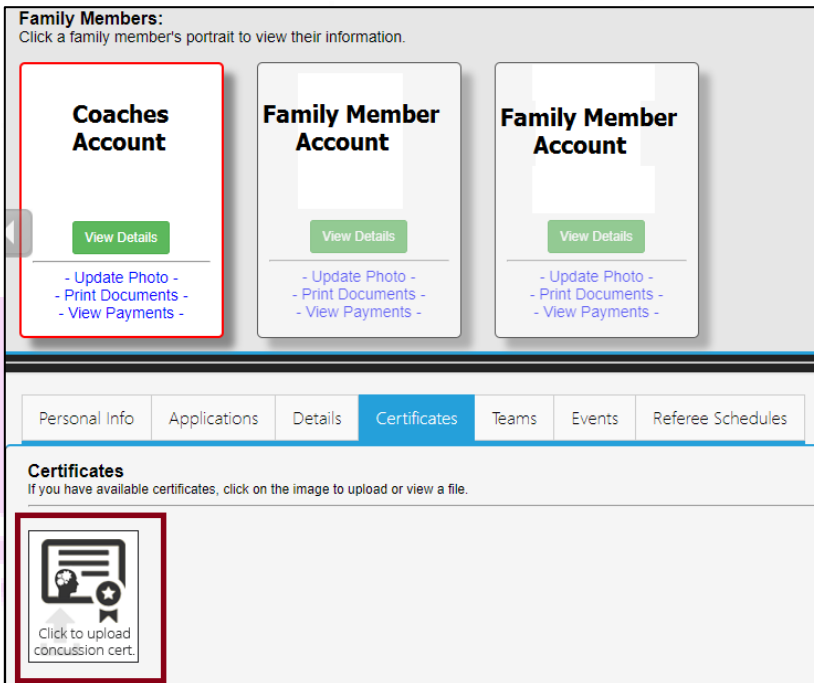 Family Members:
Click a family member's portrait to view their information.
Coaches
Account
View Details
- Update Photo -
- Print Documents -
- View Payments -
Family Member
Account
View Details
- Update Photo -
- Print Documents -
- View Payments -
Family Member
Account
View Details
- Update Photo -
- Print Documents -
- View Payments -
Personal Info Applications Details Certificates Teams Events Referee Schedules
Certificates
If you have available certificates, click on the image to upload or view a file.
Click to upload
concussion cert.